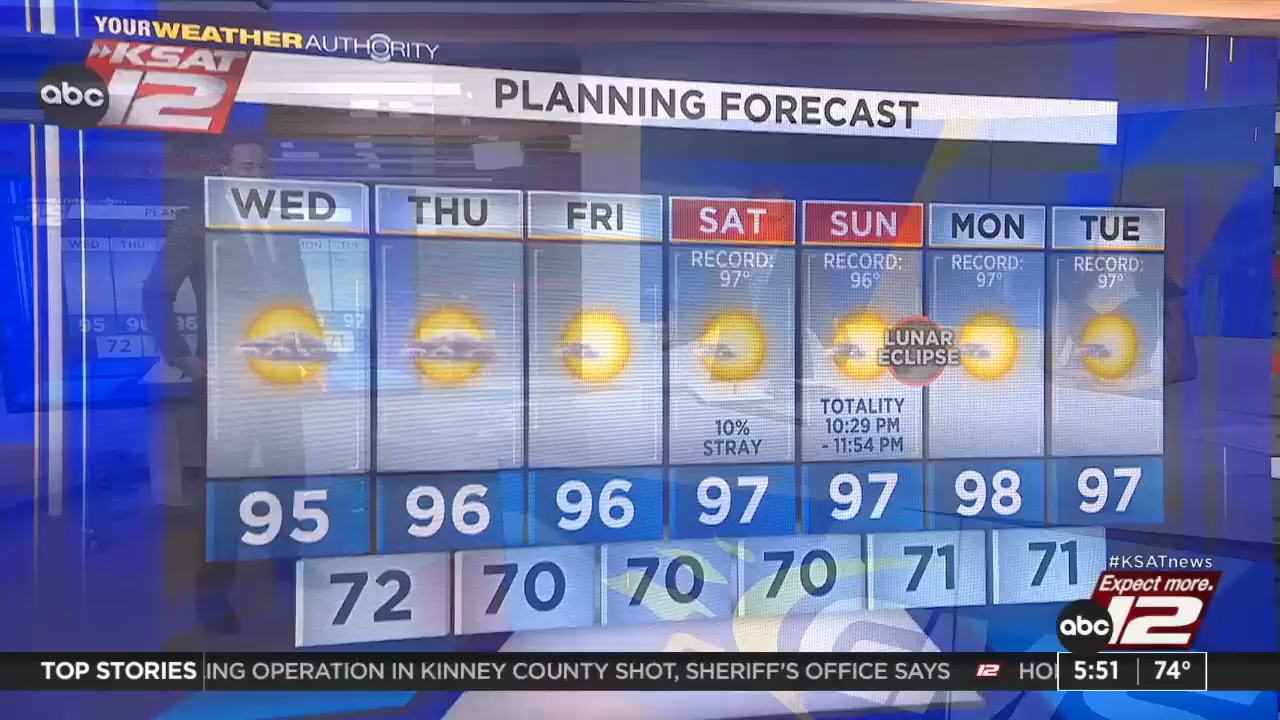 YOUR WEATHER AUTHORITY
KSAT
abc 12
PLANNING FORECAST
WED THU FRI SAT SUN MON TUE
RECORD: RECORD: RECORD: RECORD:
97° 96° 97° 97°
LUNAR
ECLIPSE
10%
STRAY
TOTALITY
10:29 PM
- 11:54 PM
95 96 96 97 97 98 97
72 70 70 70 71 71
#KSATnews
Expect more.
abc 12
TOP STORIES ING OPERATION IN KINNEY COUNTY SHOT, SHERIFF'S OFFICE SAYS 12 HO 5:51 74°